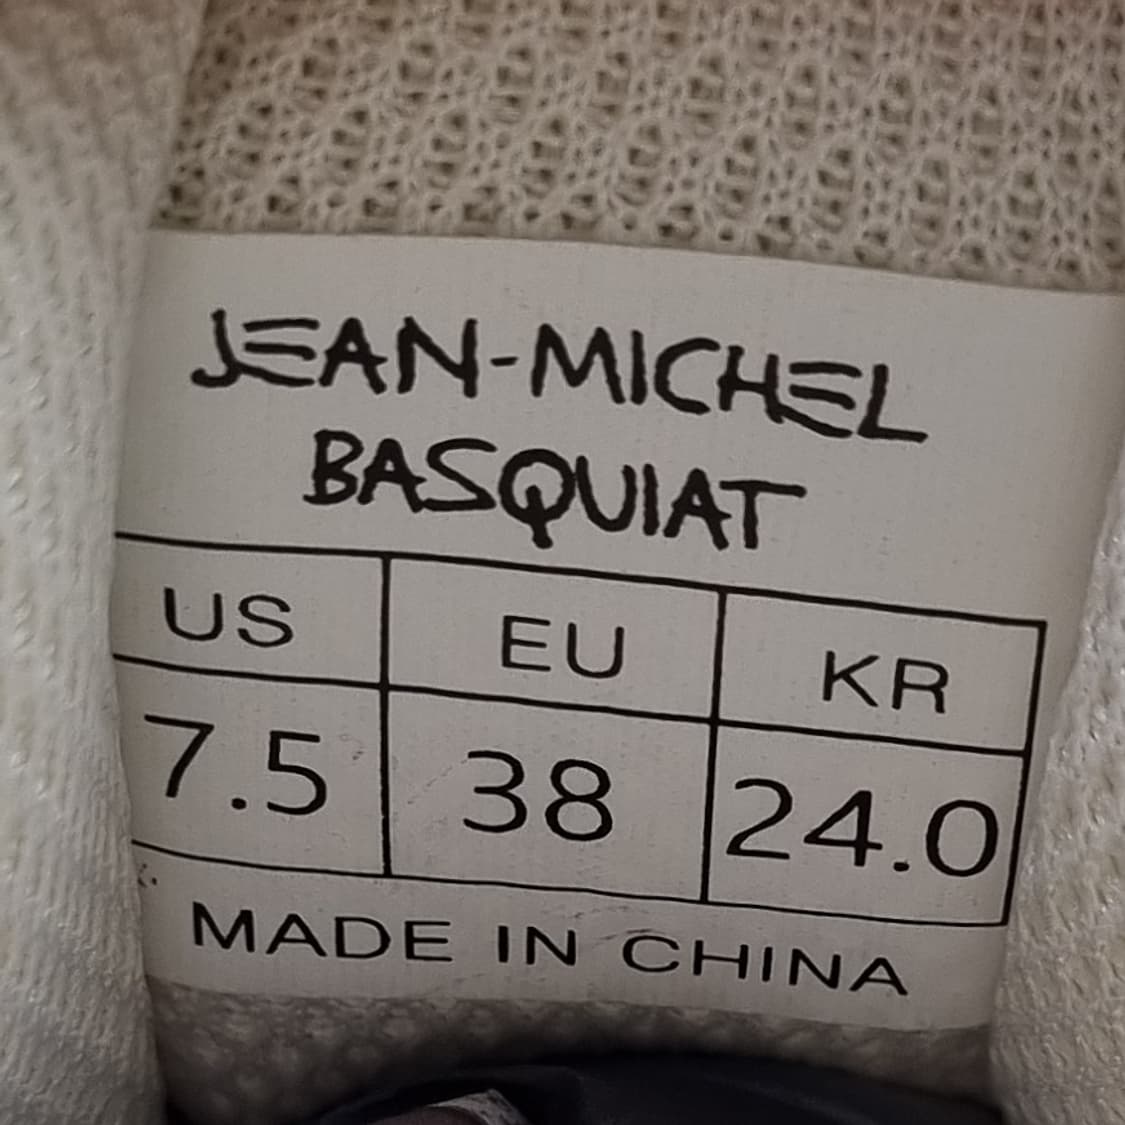 JEAN-MICHEL
BASQUIAT
US EU KR
7.5 38 24.0
MADE IN CHINA